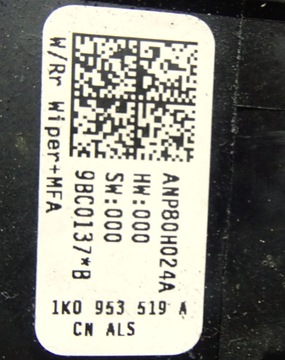 W/Rr Wiper+MFA
ANP80H024A
HW:000
SW:000
9BC0137*B
1K0 953 519 A
CN ALS